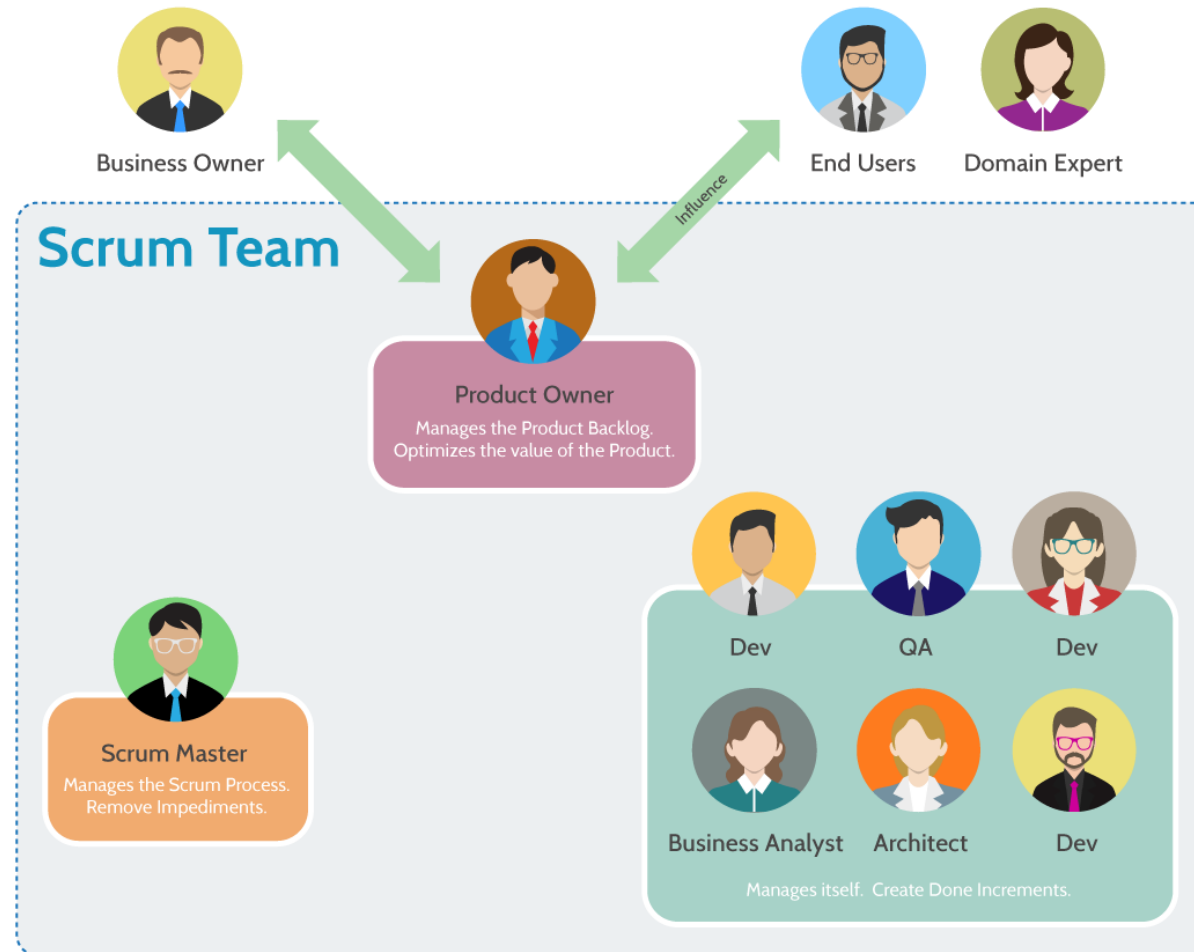 Business Owner
End Users
Domain Expert
Influence
Scrum Team
Product Owner
Manages the Product Backlog.
Optimizes the value of the Product.
Dev
QA
Dev
Scrum Master
Manages the Scrum Process.
Remove Impediments.
Business Analyst
Architect
Dev
Manages itself. Create Done Increments.